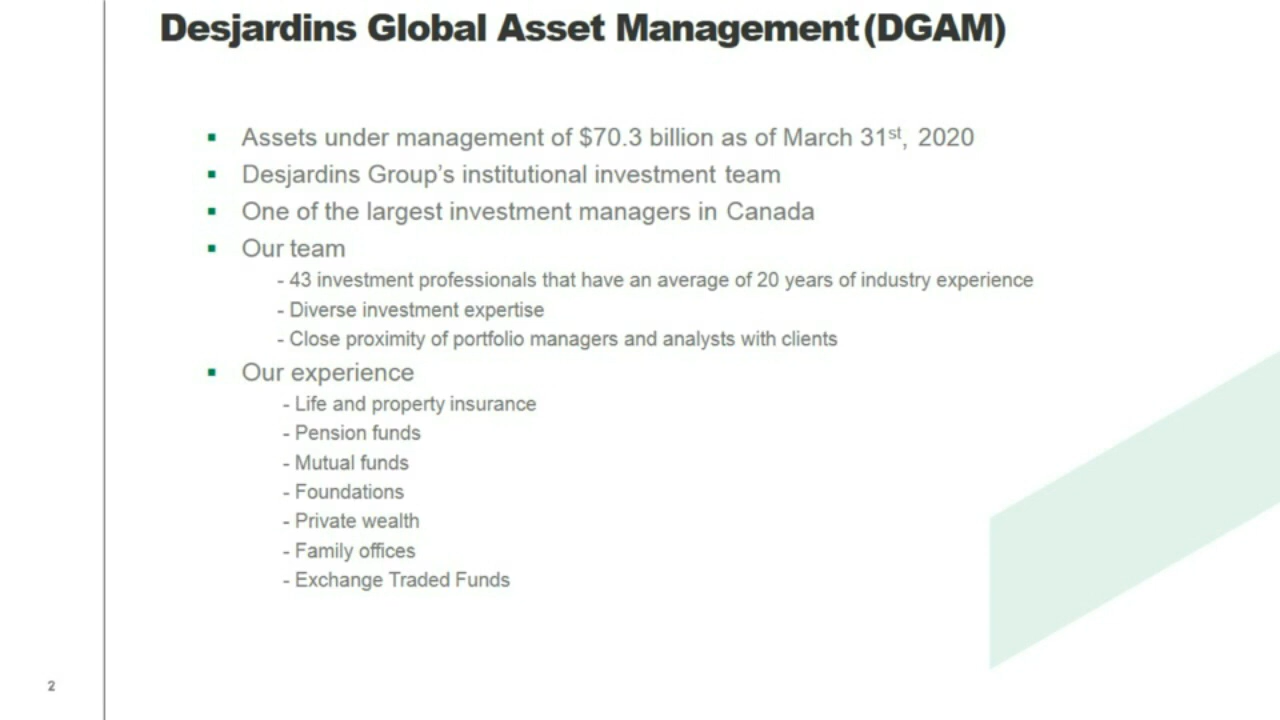 Desjardins Global Asset Management (DGAM)
▪ Assets under management of $70.3 billion as of March 31st, 2020
▪ Desjardins Group’s institutional investment team
▪ One of the largest investment managers in Canada
▪ Our team
- 43 investment professionals that have an average of 20 years of industry experience
- Diverse investment expertise
- Close proximity of portfolio managers and analysts with clients
▪ Our experience
- Life and property insurance
- Pension funds
- Mutual funds
- Foundations
- Private wealth
- Family offices
- Exchange Traded Funds
2